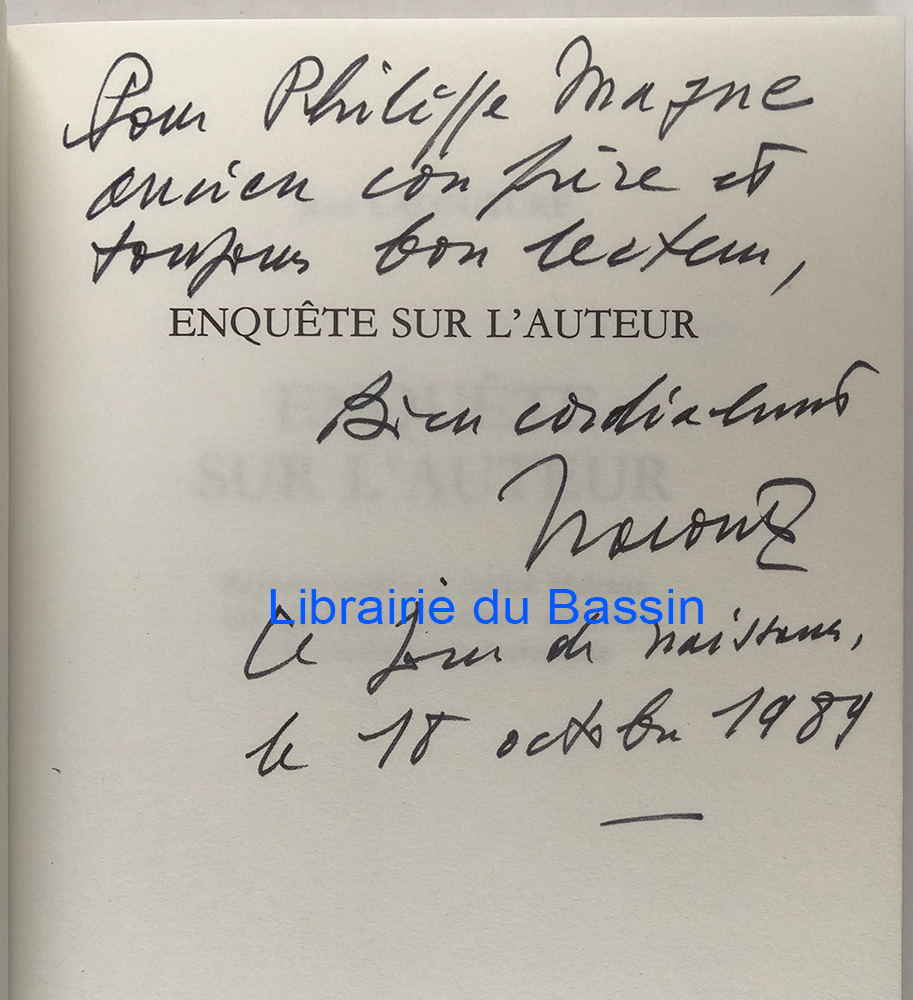 Pour Philippe Magne
ancien confrère et
toujours bon lecteur,
ENQUÊTE SUR L'AUTEUR
Bien cordialement
Librairie du Bassin
Ce jour de naissance,
le 18 octobre 1989